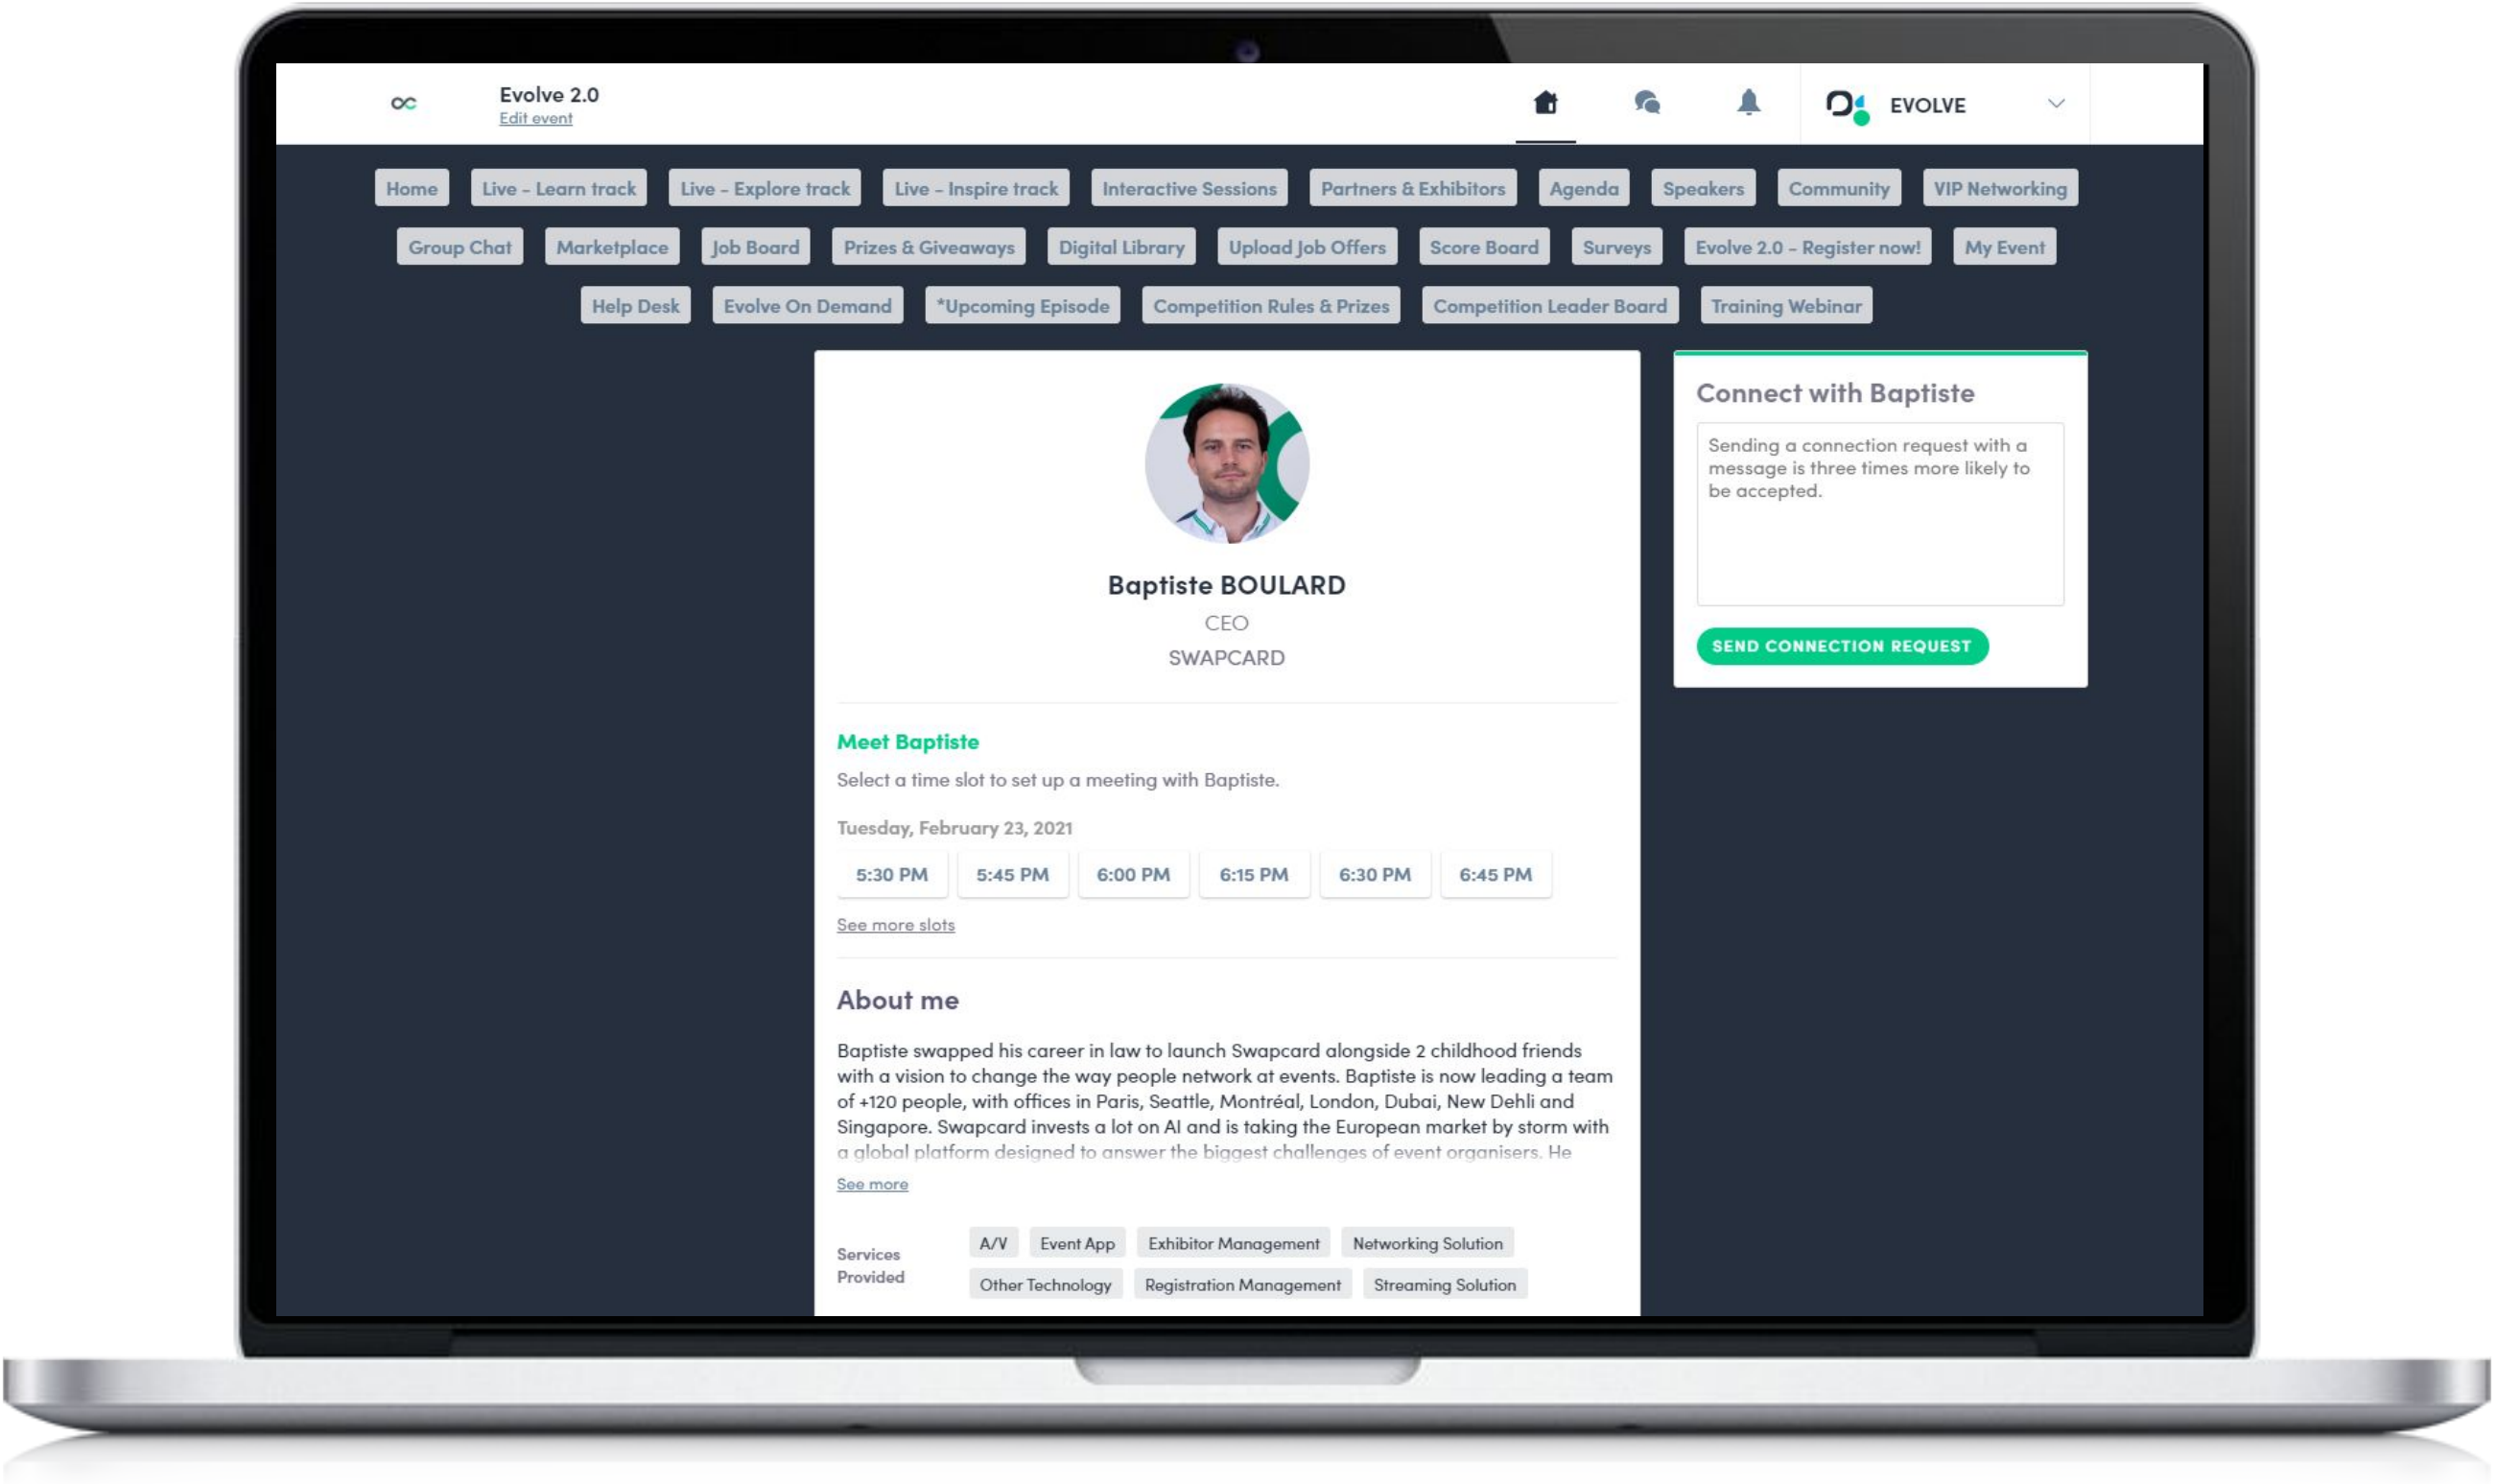 Evolve 2.0
Edit event
EVOLVE
Home Live - Learn track Live - Explore track Live - Inspire track Interactive Sessions Partners & Exhibitors Agenda Speakers Community VIP Networking
Group Chat Marketplace Job Board Prizes & Giveaways Digital Library Upload Job Offers Score Board Surveys Evolve 2.0 - Register now! My Event
Help Desk Evolve On Demand *Upcoming Episode Competition Rules & Prizes Competition Leader Board Training Webinar
Baptiste BOULARD
CEO
SWAPCARD
Meet Baptiste
Select a time slot to set up a meeting with Baptiste.
Tuesday, February 23, 2021
5:30 PM 5:45 PM 6:00 PM 6:15 PM 6:30 PM 6:45 PM
See more slots
About me
Baptiste swapped his career in law to launch Swapcard alongside 2 childhood friends
with a vision to change the way people network at events. Baptiste is now leading a team
of +120 people, with offices in Paris, Seattle, Montréal, London, Dubai, New Dehli and
Singapore. Swapcard invests a lot on AI and is taking the European market by storm with
a global platform designed to answer the biggest challenges of event organisers. He
See more
Services
Provided
A/V Event App Exhibitor Management Networking Solution
Other Technology Registration Management Streaming Solution
Connect with Baptiste
Sending a connection request with a
message is three times more likely to
be accepted.
SEND CONNECTION REQUEST